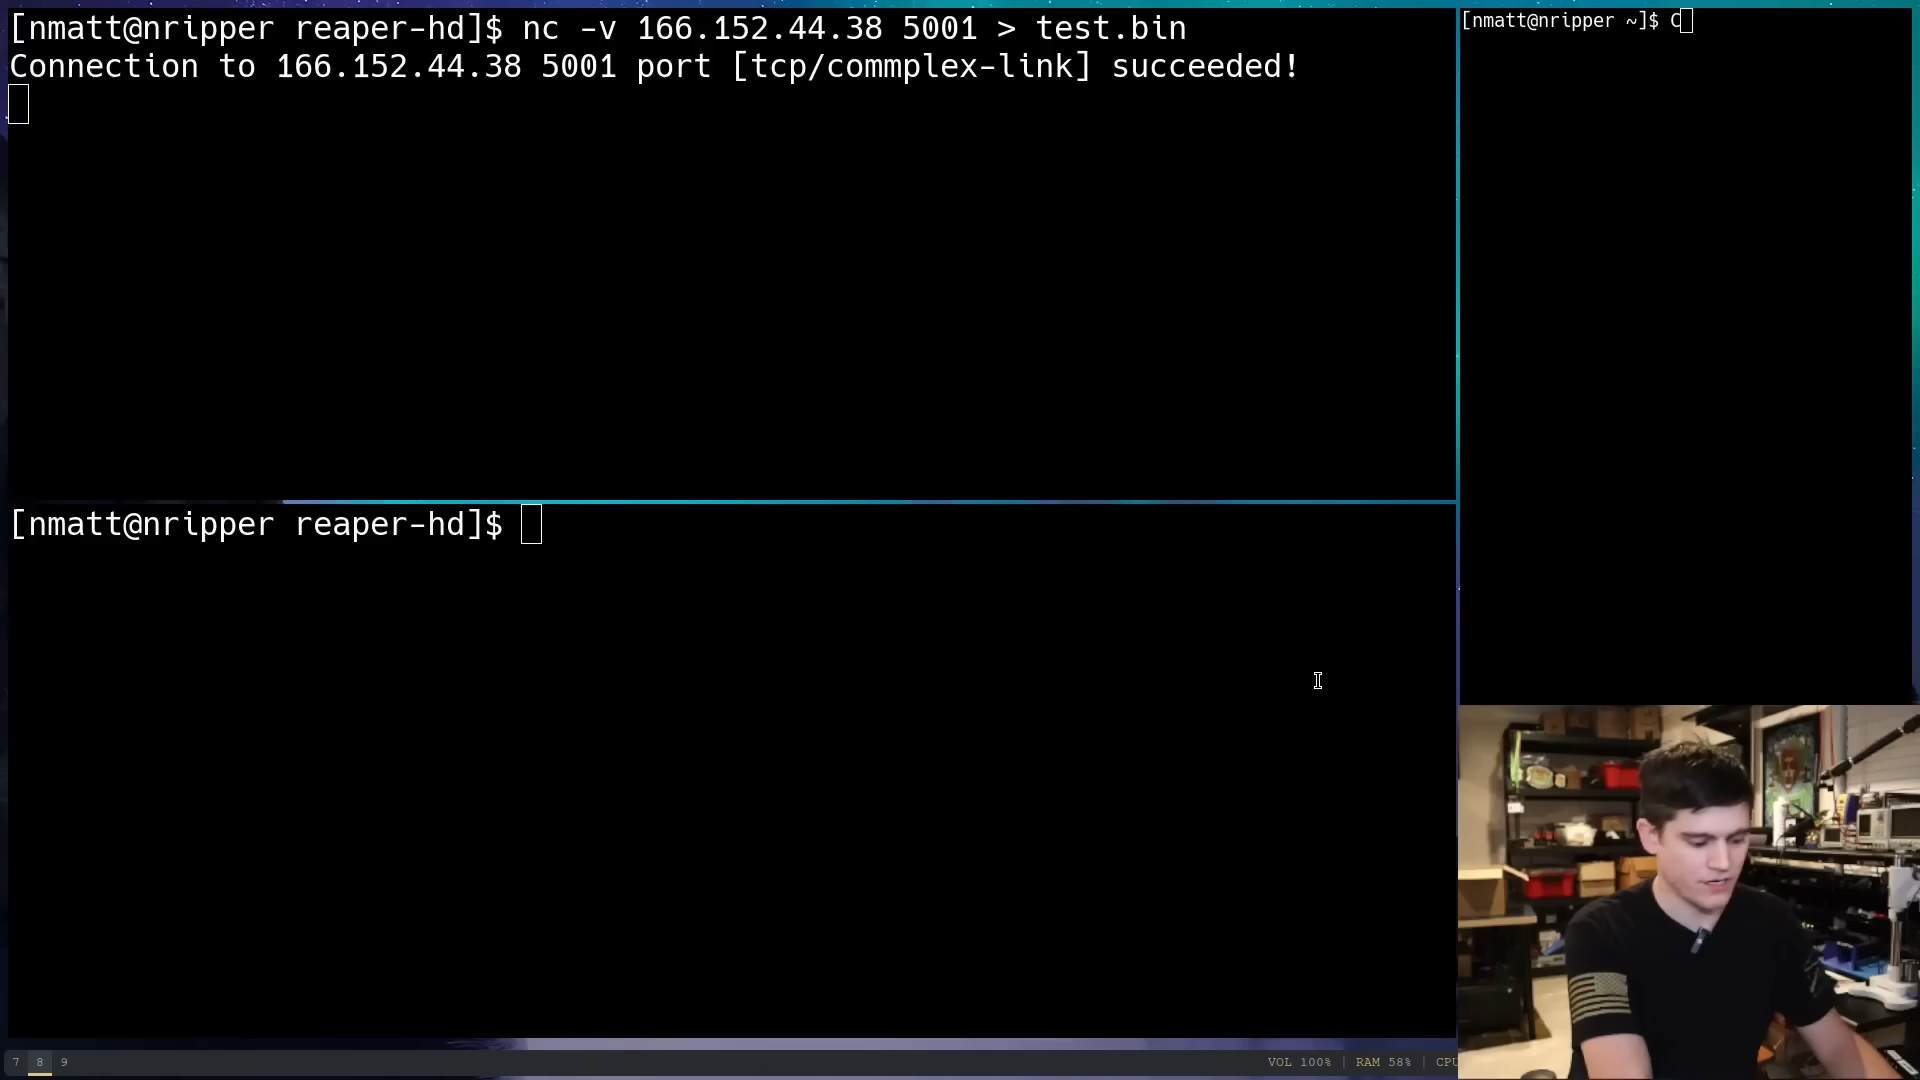 [nmatt@nripper reaper-hd]$ nc -v 166.152.44.38 5001 > test.bin
Connection to 166.152.44.38 5001 port [tcp/commplex-link] succeeded!
[nmatt@nripper ~]$ C
[nmatt@nripper reaper-hd]$
7 8 9
VOL 100% | RAM 58% | CPU